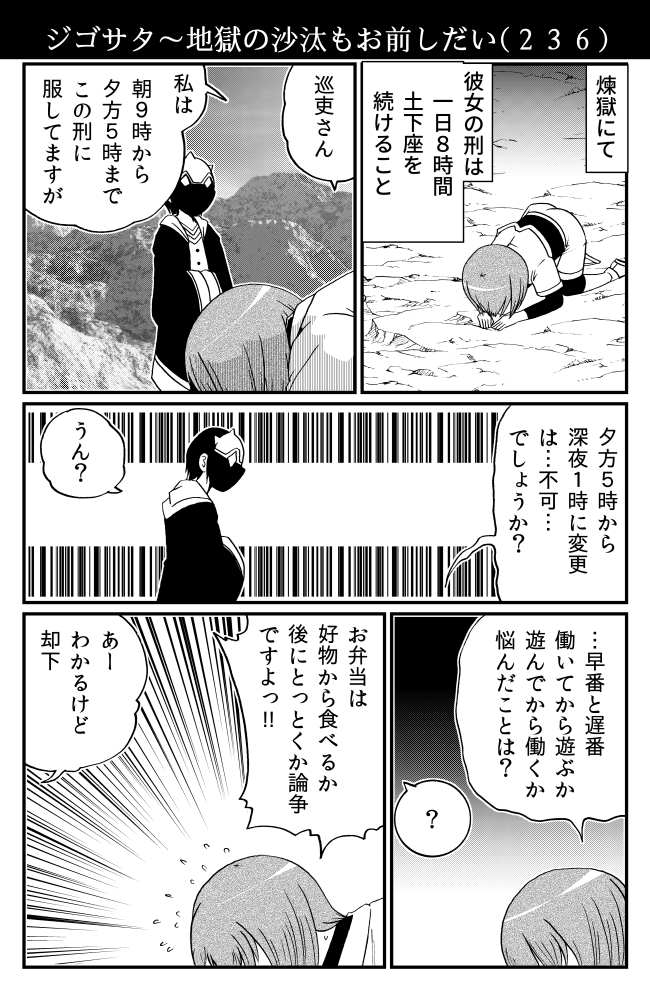 ジゴサタ～地獄の沙汰もお前しだい(２３６)
煉獄にて
彼女の刑は
一日８時間
土下座を
続けること
巡吏さん
私は
朝９時から
夕方５時まで
この刑に
服してますが
夕方５時から
深夜１時に変更
は…不可…
でしょうか？
うん？
…早番と遅番
働いてから遊ぶか
遊んでから働くか
悩んだことは？
？
お弁当は
好物から食べるか
後にとっとくか論争
ですよっ!!
あー
わかるけど
却下